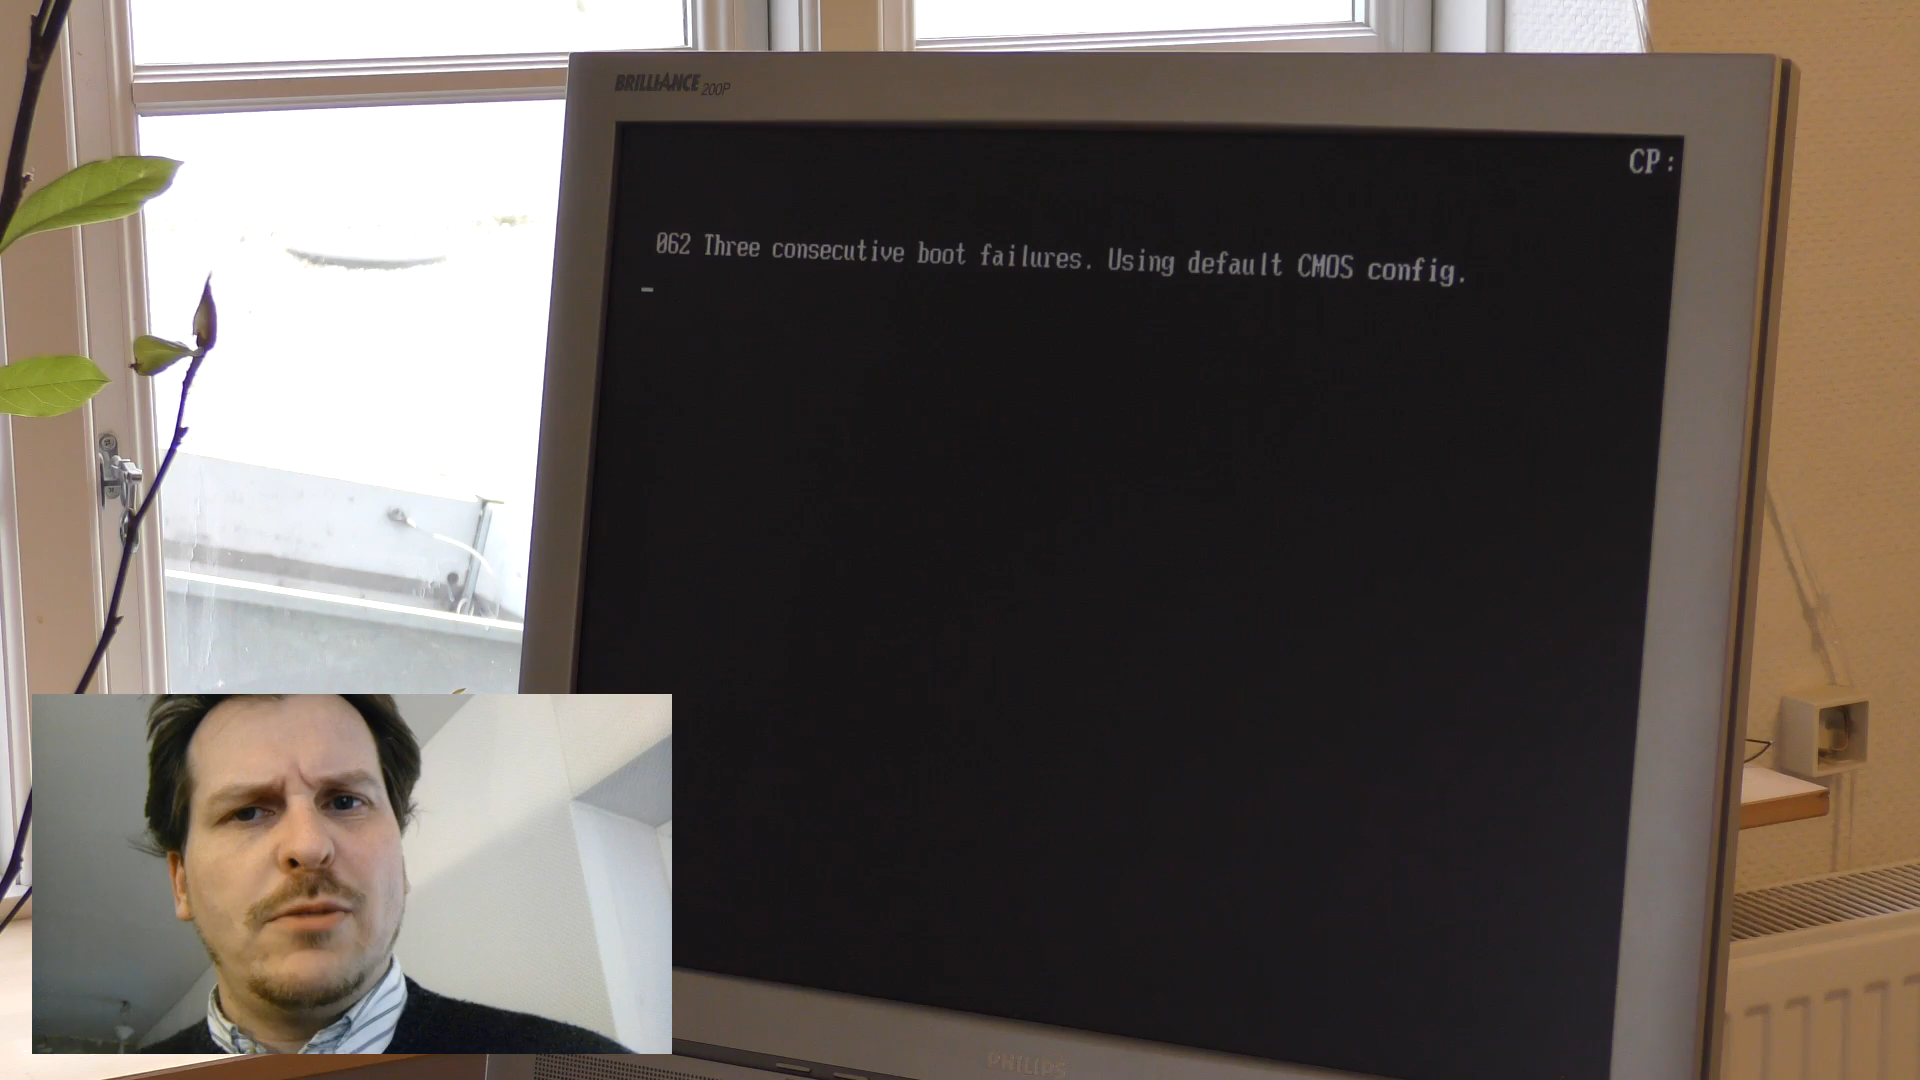 BRILLIANCE 200P
CP:
062 Three consecutive boot failures. Using default CMOS config.
PHILIPS